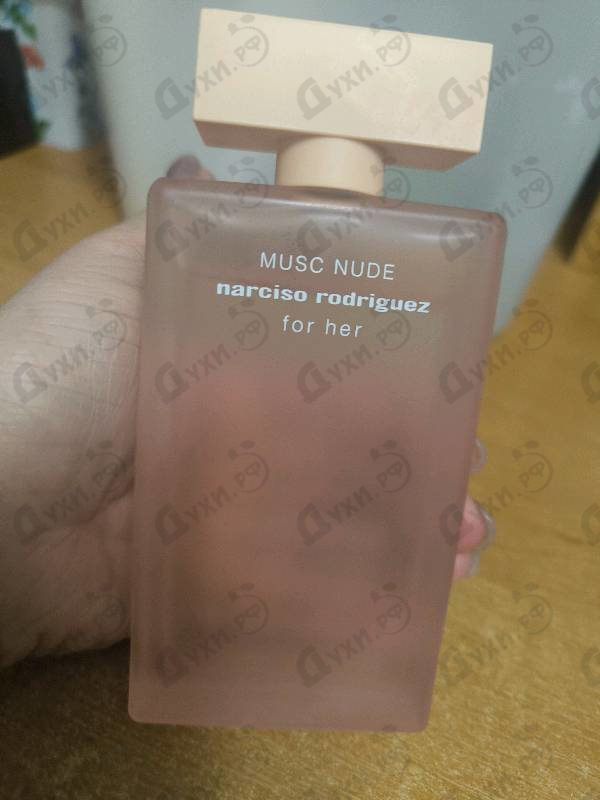 MUSC NUDE
narciso rodriguez
for her
Духи.рф